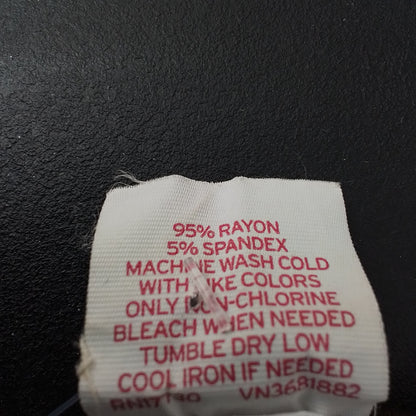 95% RAYON
5% SPANDEX
MACHINE WASH COLD
WITH LIKE COLORS
ONLY NON-CHLORINE
BLEACH WHEN NEEDED
TUMBLE DRY LOW
COOL IRON IF NEEDED
VN3681882